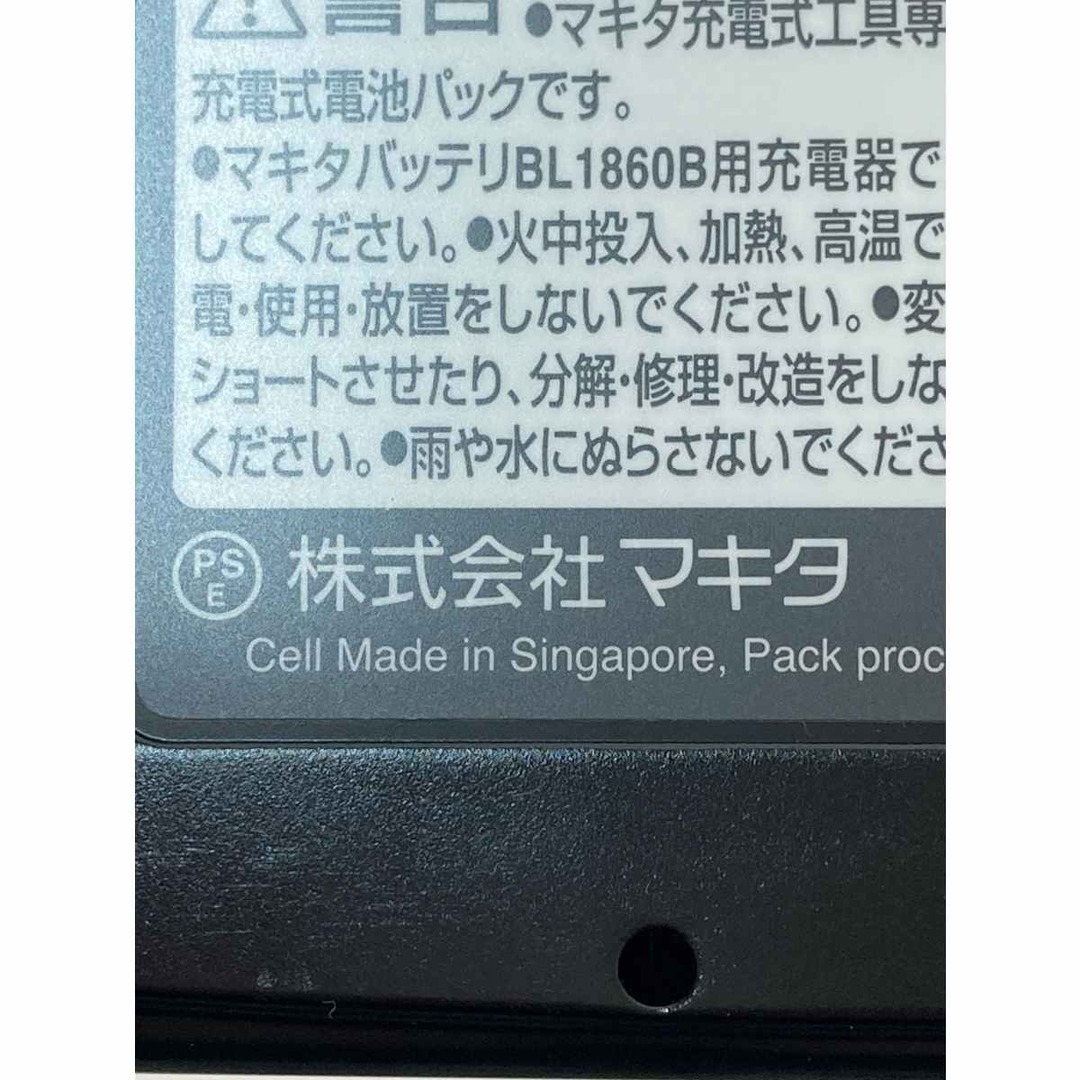 警告 ●マキタ充電式工具専
充電式電池パックです。
●マキタバッテリBL1860B用充電器で
してください。●火中投入、加熱、高温で
電・使用・放置をしないでください。●変
ショートさせたり、分解・修理・改造をしな
ください。●雨や水にぬらさないでくださ
PS
E
株式会社マキタ
Cell Made in Singapore, Pack proc